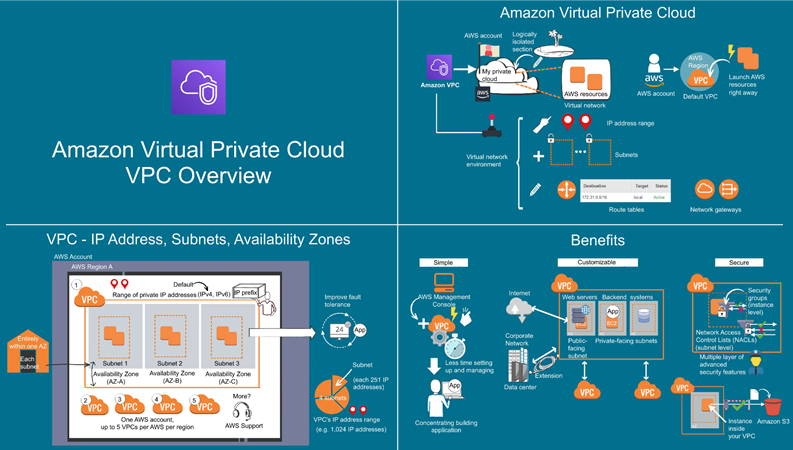 Amazon Virtual Private Cloud
VPC Overview
Amazon Virtual Private Cloud
AWS account
Logically
isolated
section
My private
cloud
Amazon VPC
aws
AWS resources
Virtual network
AWS
Region
VPC
aws
AWS account
Default VPC
Launch AWS
resources
right away
IP address range
Virtual network
environment
Subnets
Destination Target Status
172.31.0.0/16 local Active
Route tables
Network gateways
VPC - IP Address, Subnets, Availability Zones
AWS Account
AWS Region A
1
VPC
Default
Range of private IP addresses (IPv4, IPv6)
IP prefix
Entirely
within one AZ
Each
subnet
Subnet 1
Availability Zone
(AZ-A)
Subnet 2
Availability Zone
(AZ-B)
Subnet 3
Availability Zone
(AZ-C)
2
VPC
3
VPC
4
VPC
5
VPC
One AWS account,
up to 5 VPCs per AWS per region
More?
AWS Support
Improve fault
tolerance
24
App
Subnet
(each 251 IP
addresses)
4 subnets
VPC's IP address range
(e.g. 1,024 IP addresses)
Benefits
Simple
AWS Management
Console
VPC
Less time setting
up and managing
App
Concentrating building
application
Customizable
VPC
Internet
Web servers
Backend systems
App
EC2
Public-
facing
subnet
Private-facing subnets
Corporate
Network
Data center
Extension
VPC
VPC
Secure
VPC
Security
groups
(instance
level)
Network Access
Control Lists (NACLs)
(subnet level)
Multiple layer of
advanced
security features
VPC
Instance
inside
your VPC
Amazon S3